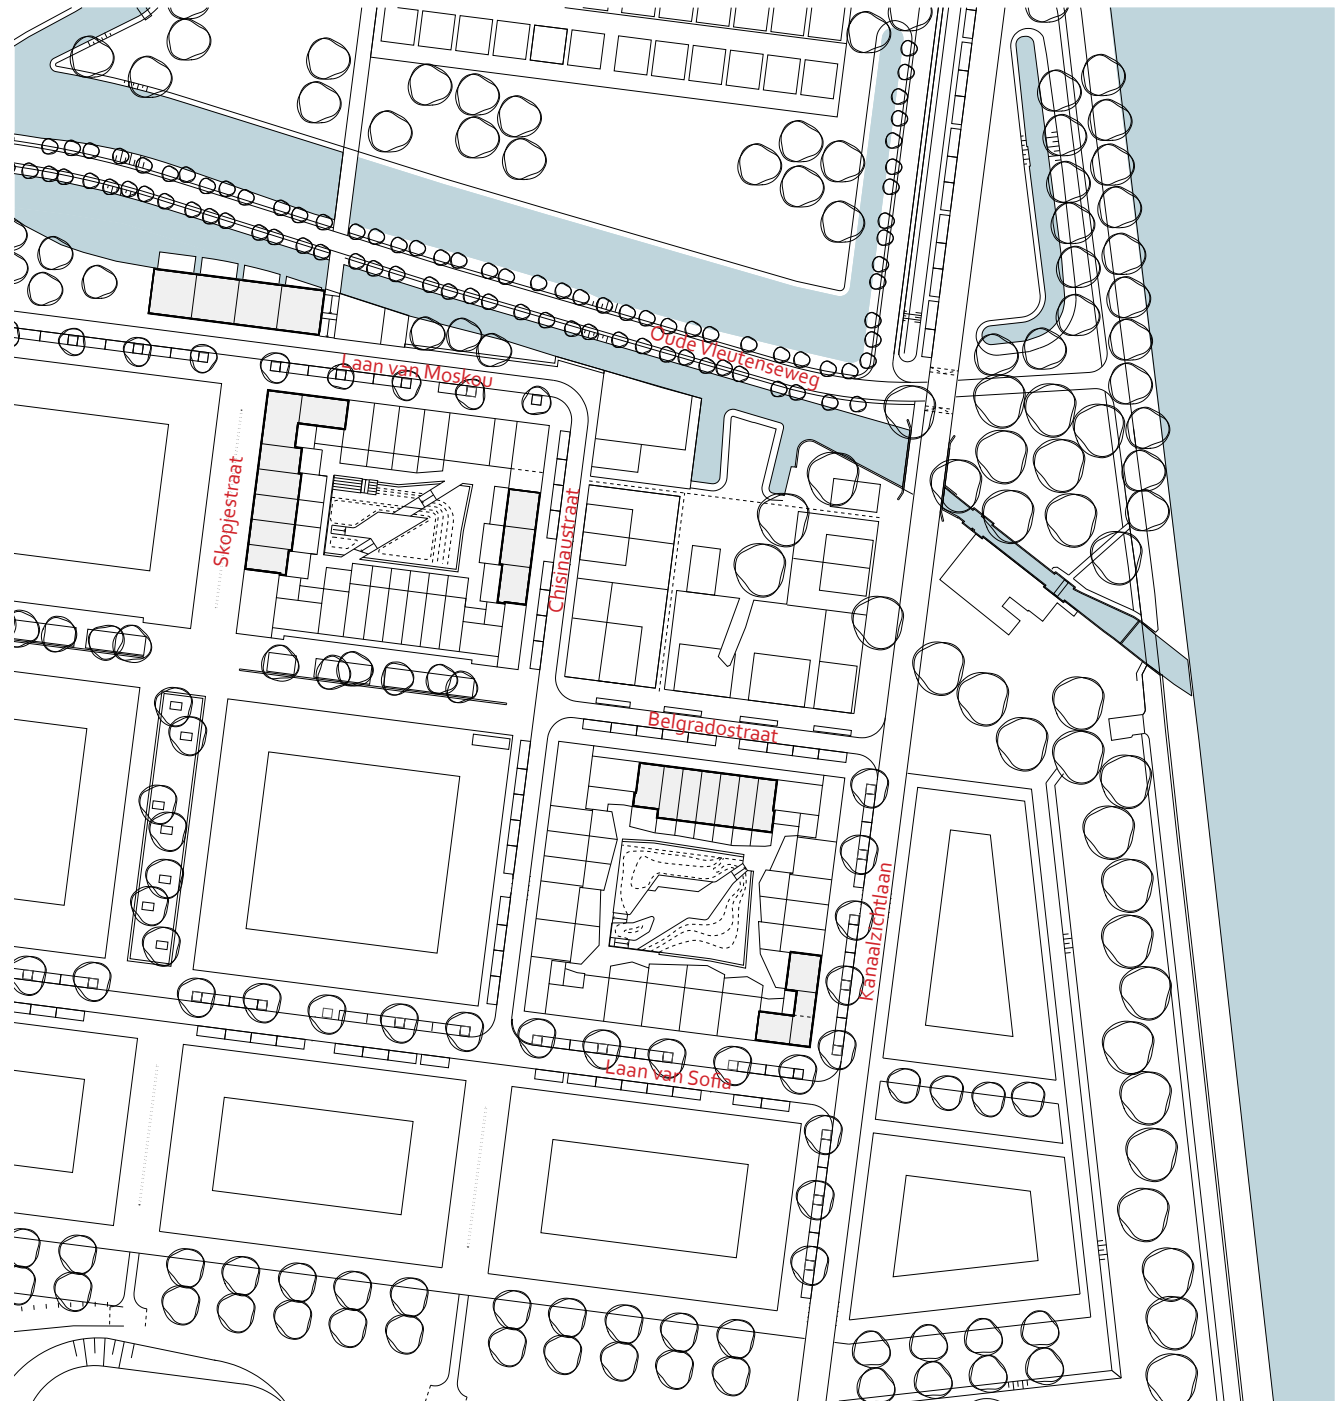 Oude Vleutenseweg
Laan van Moskou
Skopjestraat
Chisinaustraat
Belgradostraat
Kanaalzichtlaan
Laan van Sofia